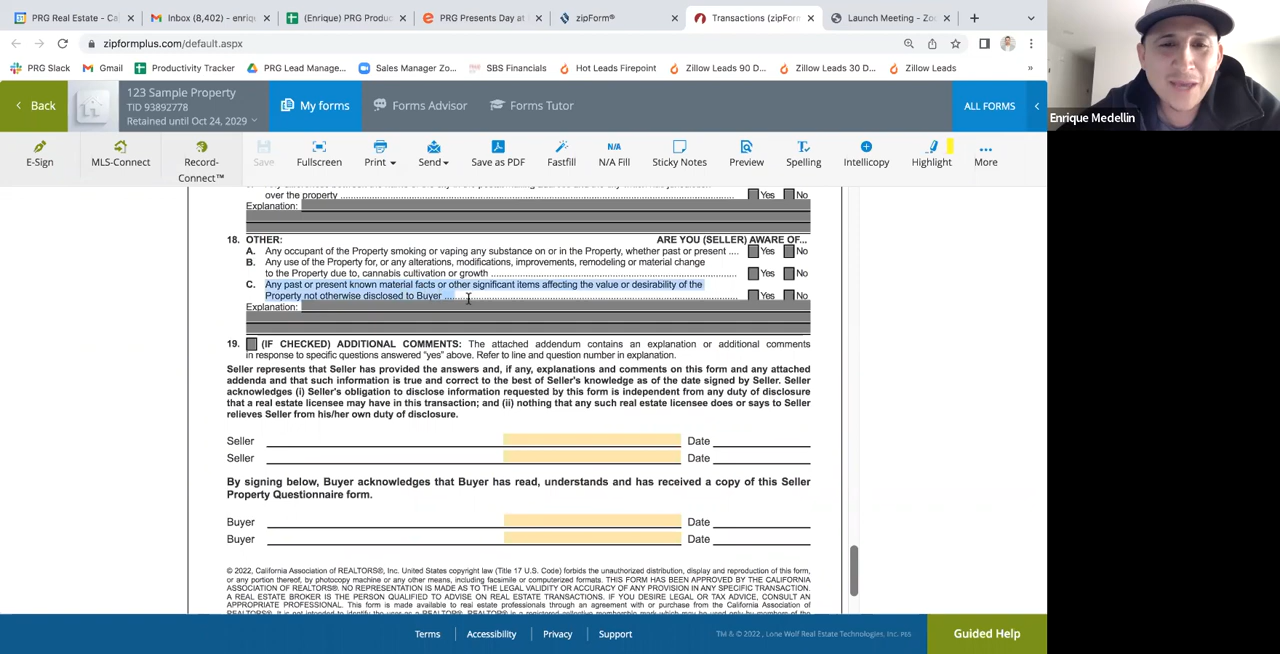 PRG Real Estate - Ca
Inbox (8,402) - enriqu
(Enrique) PRG Produc
PRG Presents Day at
zipForm®
Transactions (zipForm
Launch Meeting - Zo
zipformplus.com/default.aspx
PRG Slack
Gmail
Productivity Tracker
PRG Lead Manage...
Sales Manager Zo...
SBS Financials
Hot Leads Firepoint
Zillow Leads 90 D...
Zillow Leads 30 D...
Zillow Leads
Enrique Medellin
Back
123 Sample Property
TID 93892778
Retained until Oct 24, 2029
My forms
Forms Advisor
Forms Tutor
ALL FORMS
E-Sign
MLS-Connect
Record-
Connect™
Save
Fullscreen
Print
Send
Save as PDF
N/A
Fastfill
N/A Fill
Sticky Notes
Preview
Spelling
Intellicopy
Highlight
More
over the property Yes No
Explanation:
18. OTHER: ARE YOU (SELLER) AWARE OF...
A. Any occupant of the Property smoking or vaping any substance on or in the Property, whether past or present .... Yes No
B. Any use of the Property for, or any alterations, modifications, improvements, remodeling or material change
to the Property due to, cannabis cultivation or growth Yes No
C. Any past or present known material facts or other significant items affecting the value or desirability of the
Property not otherwise disclosed to Buyer Yes No
Explanation:
19. (IF CHECKED) ADDITIONAL COMMENTS: The attached addendum contains an explanation or additional comments
in response to specific questions answered "yes" above. Refer to line and question number in explanation.
Seller represents that Seller has provided the answers and, if any, explanations and comments on this form and any attached
addenda and that such information is true and correct to the best of Seller's knowledge as of the date signed by Seller. Seller
acknowledges (i) Seller's obligation to disclose information requested by this form is independent from any duty of disclosure
that a real estate licensee may have in this transaction; and (ii) nothing that any such real estate licensee does or says to Seller
relieves Seller from his/her own duty of disclosure.
Seller Date
Seller Date
By signing below, Buyer acknowledges that Buyer has read, understands and has received a copy of this Seller
Property Questionnaire form.
Buyer Date
Buyer Date
© 2022, California Association of REALTORS®, Inc. United States copyright law (Title 17 U.S. Code) forbids the unauthorized distribution, display and reproduction of this form,
or any portion thereof, by photocopy machine or any other means, including facsimile or computerized formats. THIS FORM HAS BEEN APPROVED BY THE CALIFORNIA
ASSOCIATION OF REALTORS®. NO REPRESENTATION IS MADE AS TO THE LEGAL VALIDITY OR ACCURACY OF ANY PROVISION IN ANY SPECIFIC TRANSACTION.
A REAL ESTATE BROKER IS THE PERSON QUALIFIED TO ADVISE ON REAL ESTATE TRANSACTIONS. IF YOU DESIRE LEGAL OR TAX ADVICE, CONSULT AN
APPROPRIATE PROFESSIONAL. This form is made available to real estate professionals through an agreement with or purchase from the California Association of
Terms
Accessibility
Privacy
Support
TM & © 2022, Lone Wolf Real Estate Technologies, Inc. PES
Guided Help